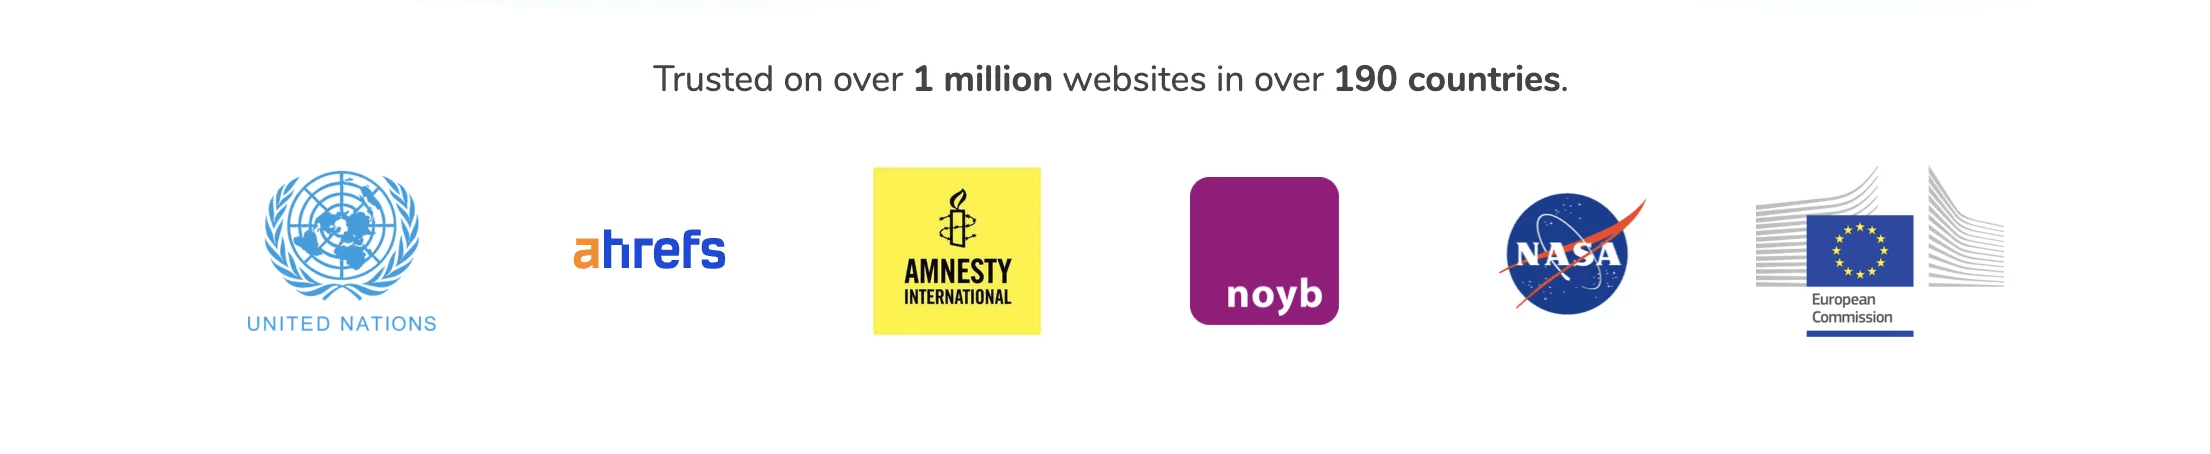 Trusted on over 1 million websites in over 190 countries.
UNITED NATIONS
ahrefs
AMNESTY
INTERNATIONAL
noyb
NASA
European
Commission